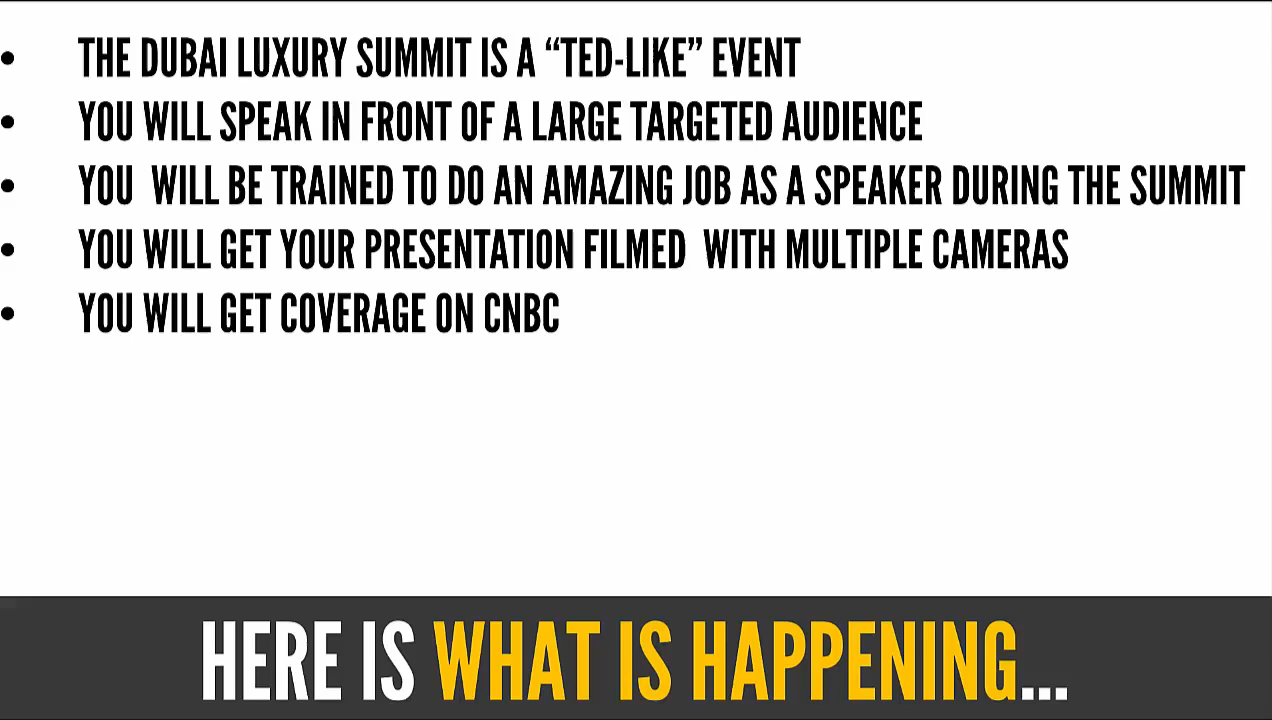 • THE DUBAI LUXURY SUMMIT IS A “TED-LIKE” EVENT
• YOU WILL SPEAK IN FRONT OF A LARGE TARGETED AUDIENCE
• YOU  WILL BE TRAINED TO DO AN AMAZING JOB AS A SPEAKER DURING THE SUMMIT
• YOU WILL GET YOUR PRESENTATION FILMED  WITH MULTIPLE CAMERAS
• YOU WILL GET COVERAGE ON CNBC
HERE IS WHAT IS HAPPENING...